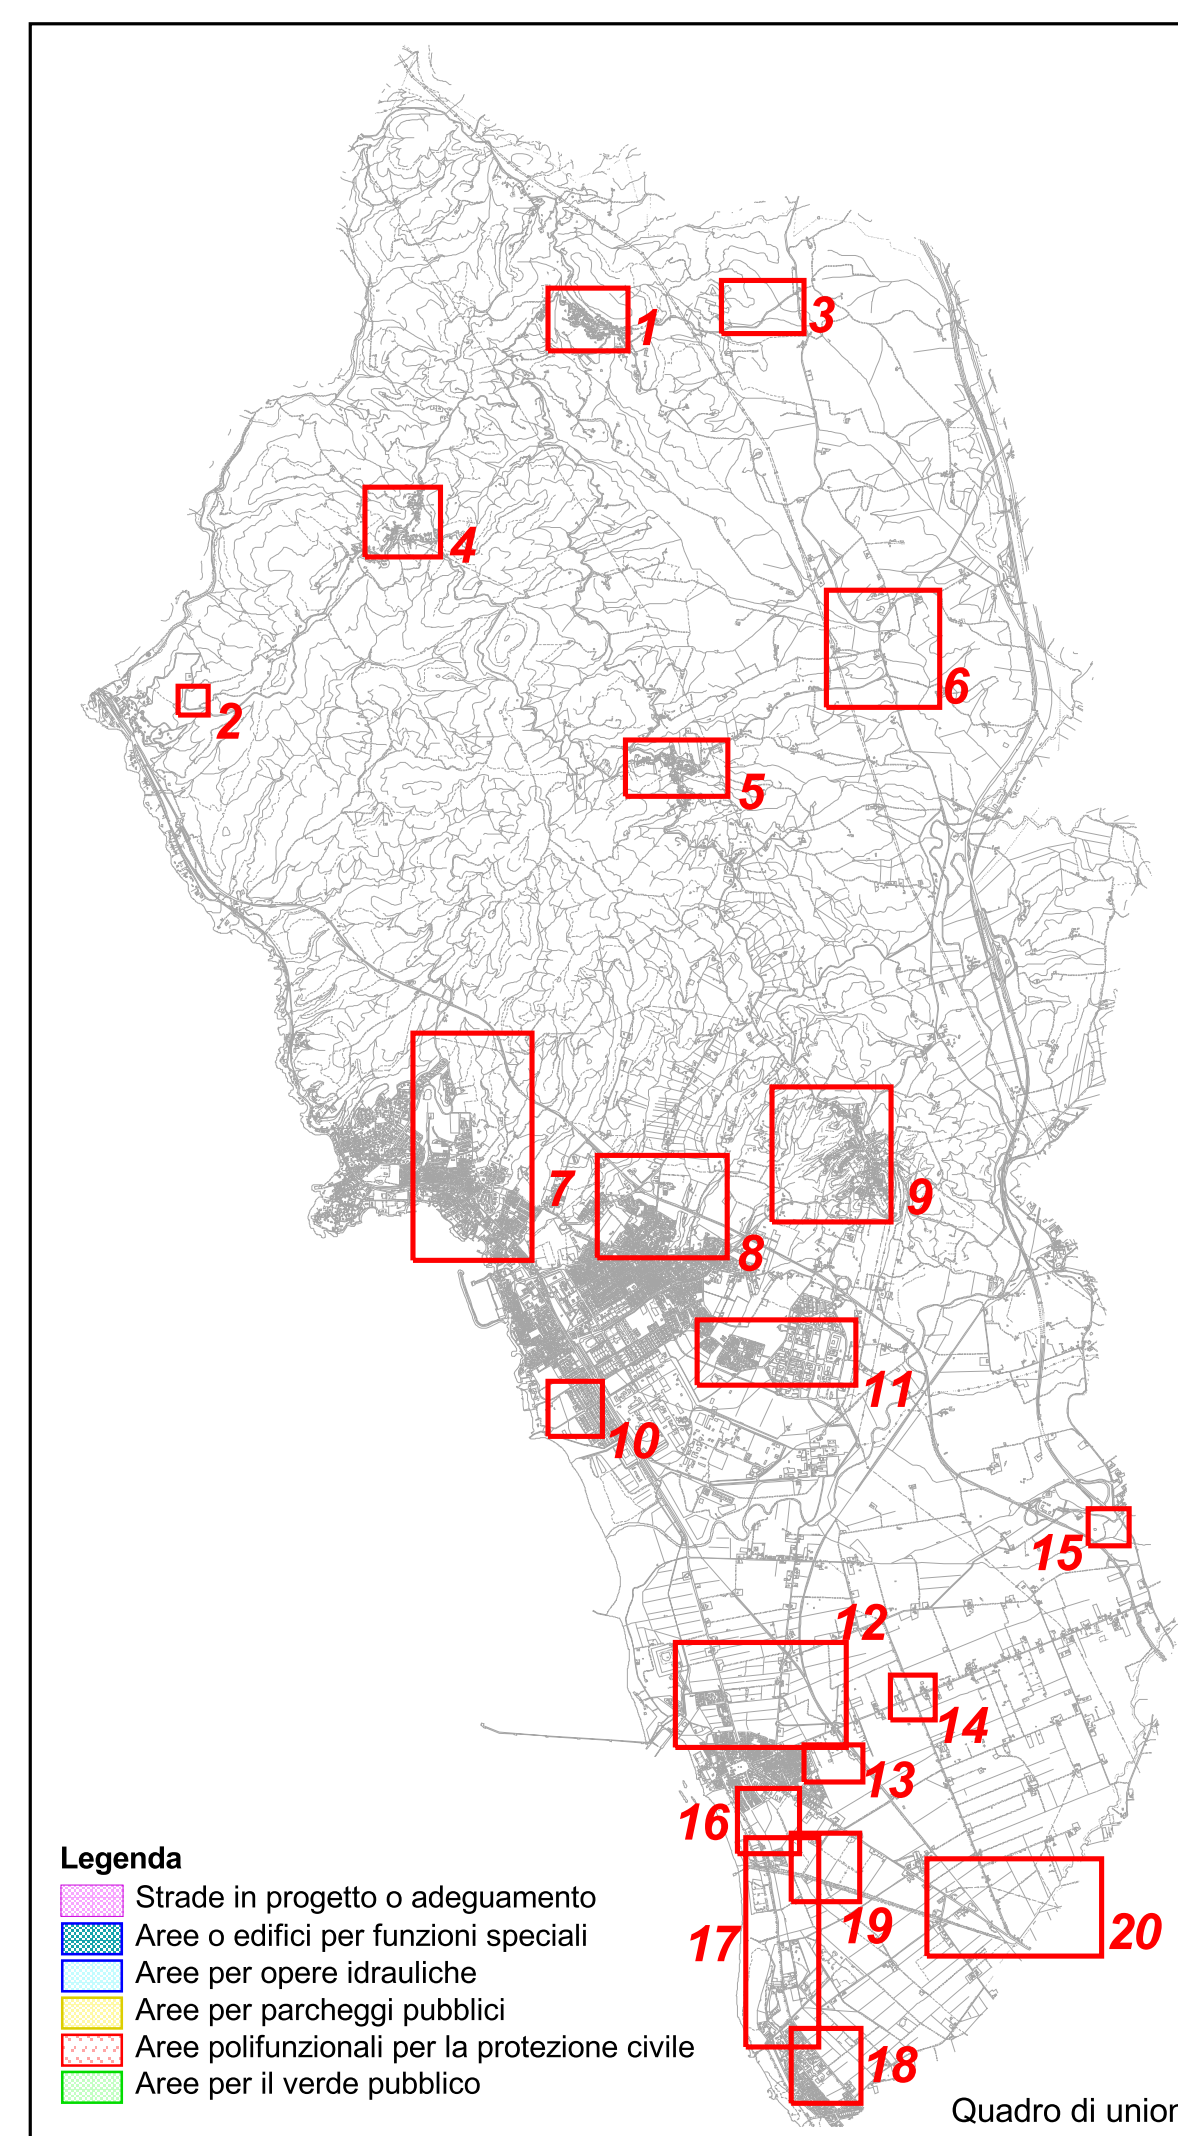 1
3
4
6
2
5
7
8
9
11
10
15
12
14
13
16
17
19
20
18
Legenda
Strade in progetto o adeguamento
Aree o edifici per funzioni speciali
Aree per opere idrauliche
Aree per parcheggi pubblici
Aree polifunzionali per la protezione civile
Aree per il verde pubblico
Quadro di union